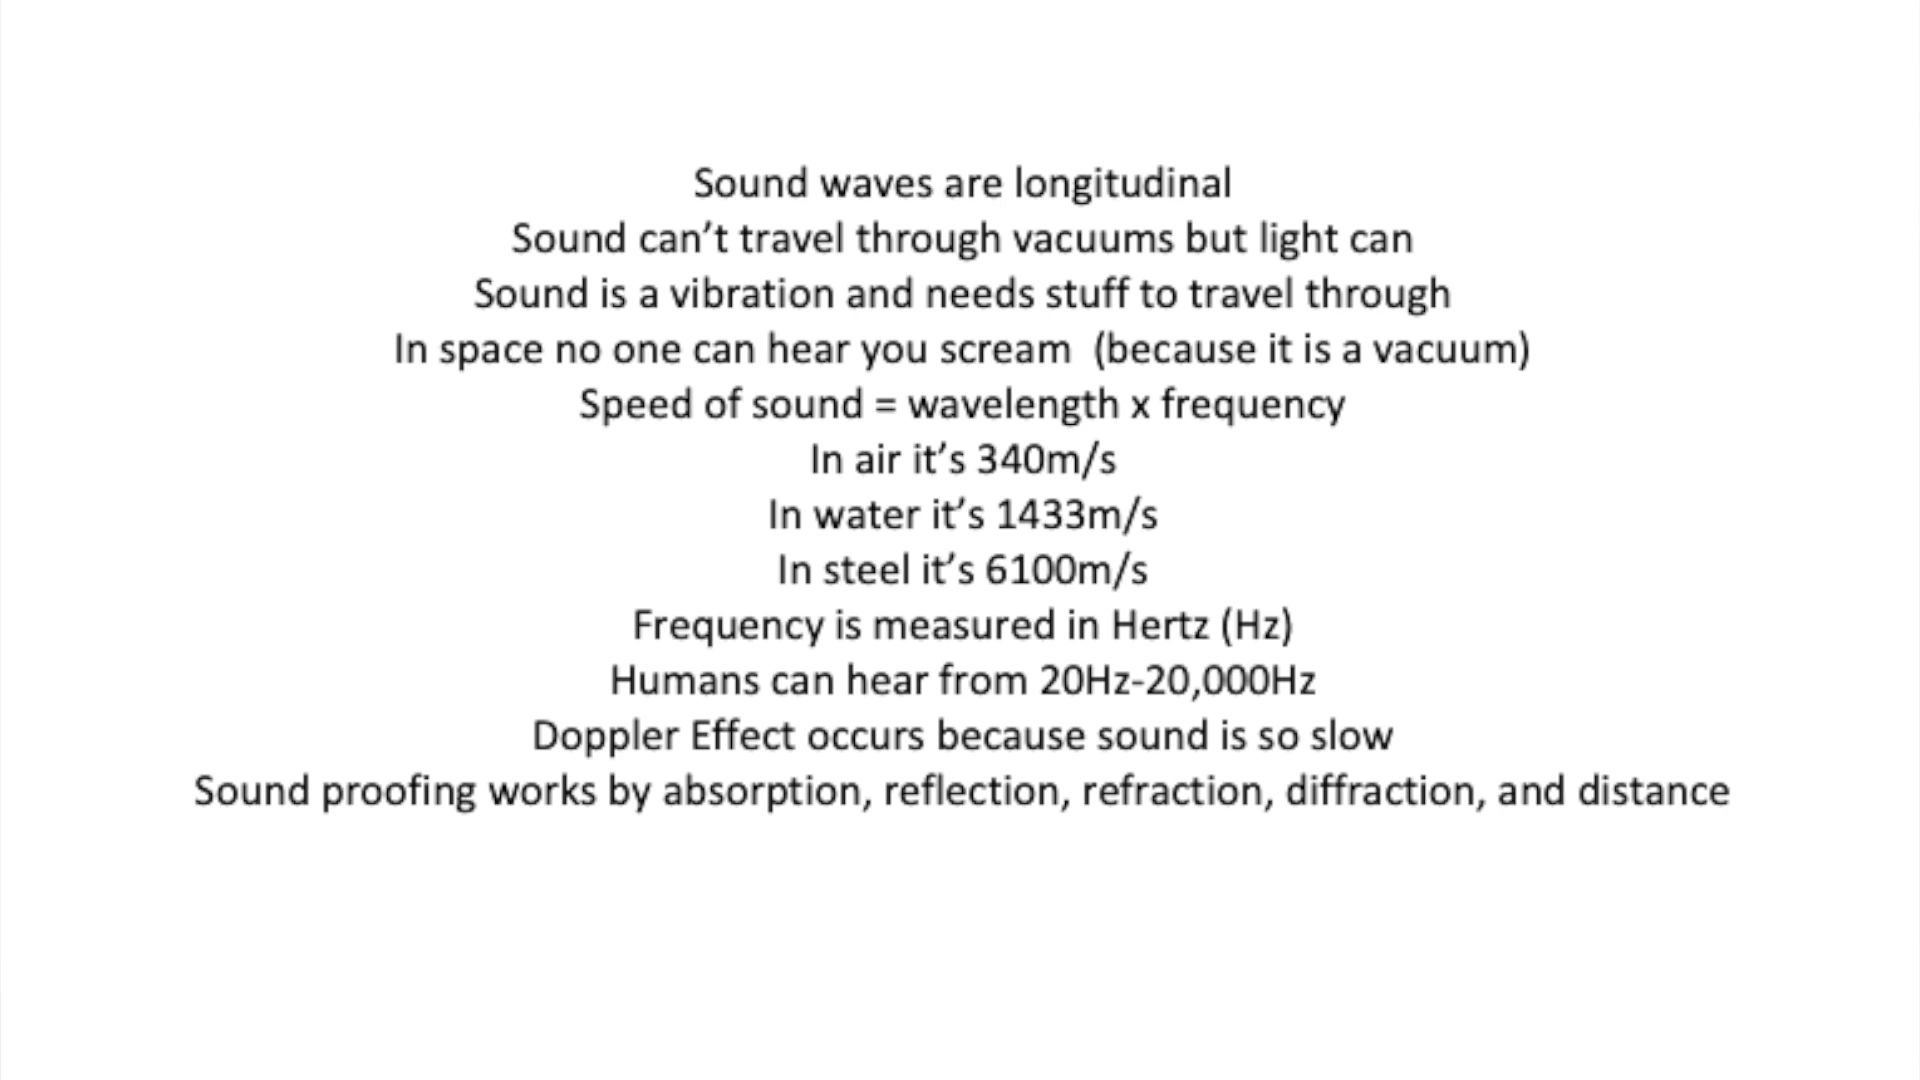 Sound waves are longitudinal
Sound can’t travel through vacuums but light can
Sound is a vibration and needs stuff to travel through
In space no one can hear you scream  (because it is a vacuum)
Speed of sound = wavelength x frequency
In air it’s 340m/s
In water it’s 1433m/s
In steel it’s 6100m/s
Frequency is measured in Hertz (Hz)
Humans can hear from 20Hz-20,000Hz
Doppler Effect occurs because sound is so slow
Sound proofing works by absorption, reflection, refraction, diffraction, and distance